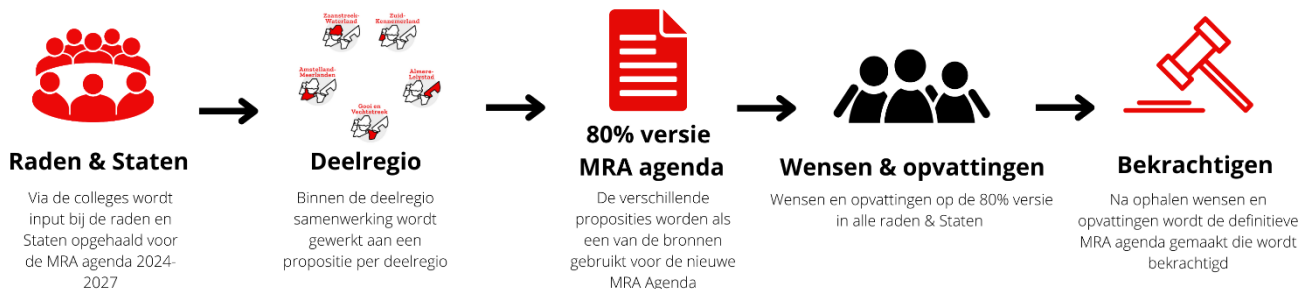 Zaanstreek-
Waterland
Zuid-
Kennemerland
Amstelland-
Meerlanden
Almere-
Lelystad
Gooi en
Vechtstreek
Raden & Staten
Via de colleges wordt
input bij de raden en
Staten opgehaald voor
de MRA agenda 2024-
2027
Deelregio
Binnen de deelregio
samenwerking wordt
gewerkt aan een
propositie per deelregio
80% versie
MRA agenda
De verschillende
proposities worden als
een van de bronnen
gebruikt voor de nieuwe
MRA Agenda
Wensen & opvattingen
Wensen en opvattingen op de 80% versie
in alle raden & Staten
Bekrachtigen
Na ophalen wensen en
opvattingen wordt de definitieve
MRA agenda gemaakt die wordt
bekrachtigd